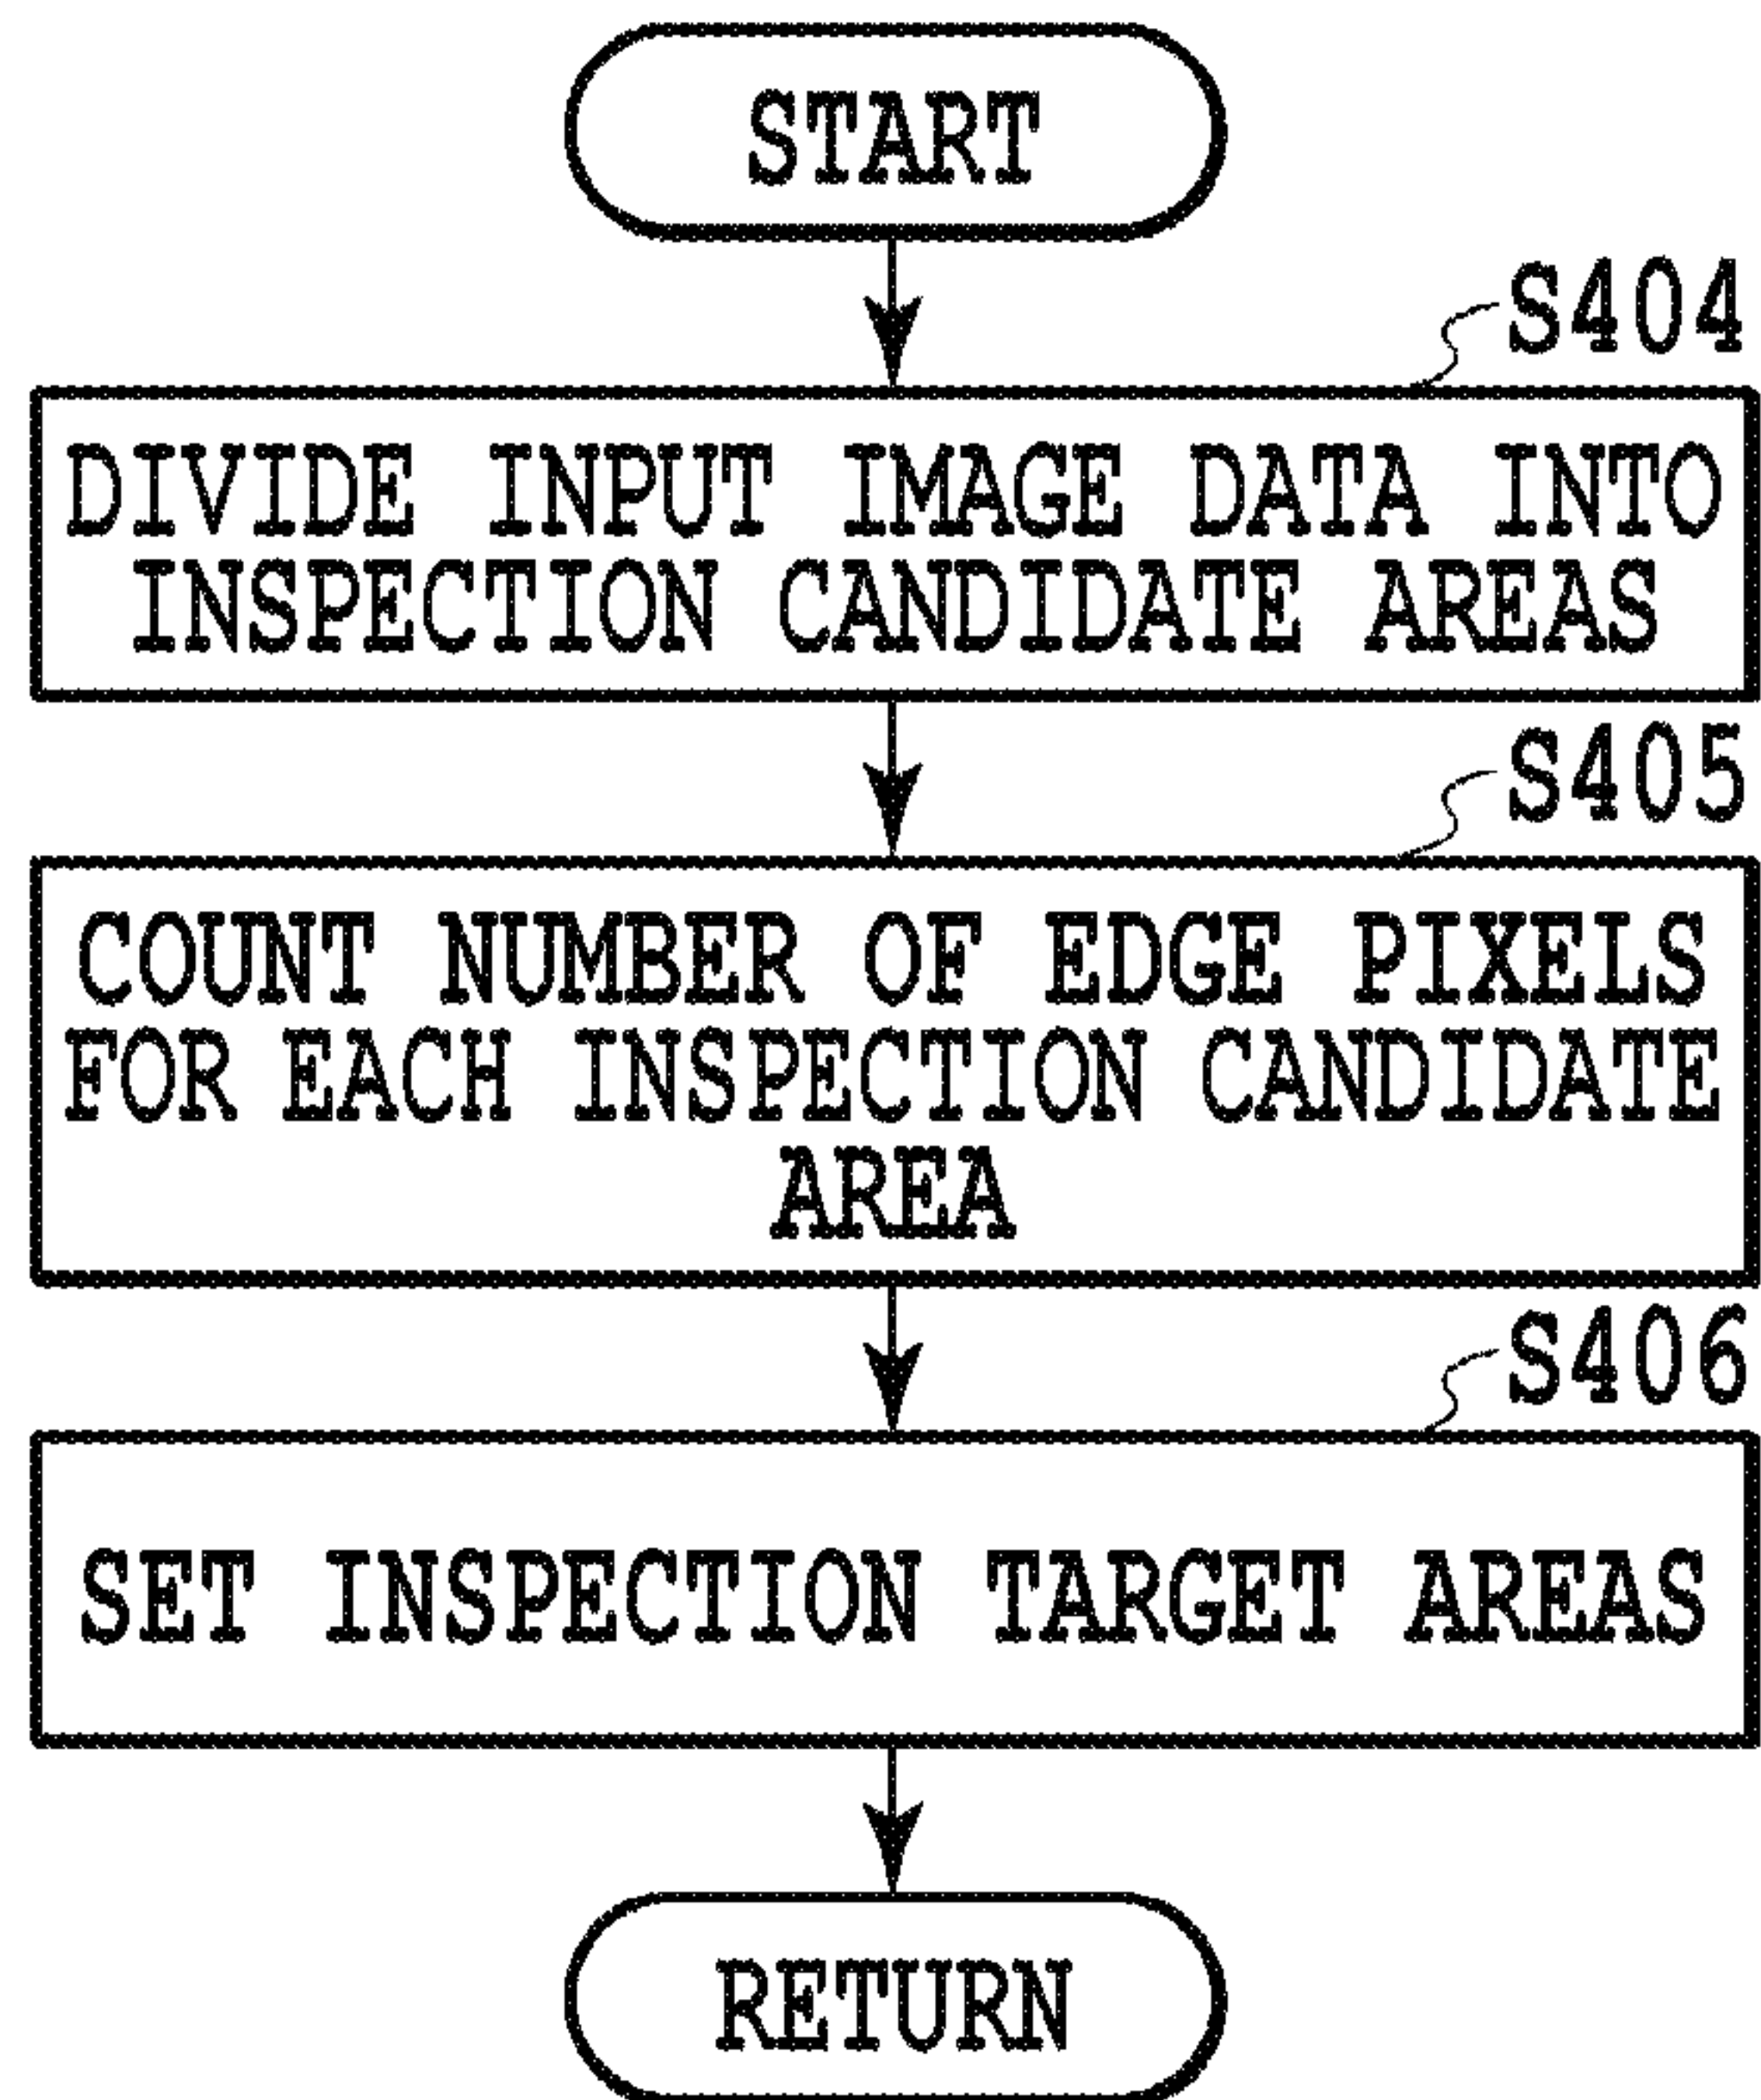 START
S404
DIVIDE INPUT IMAGE DATA INTO
INSPECTION CANDIDATE AREAS
S405
COUNT NUMBER OF EDGE PIXELS
FOR EACH INSPECTION CANDIDATE
AREA
S406
SET INSPECTION TARGET AREAS
RETURN